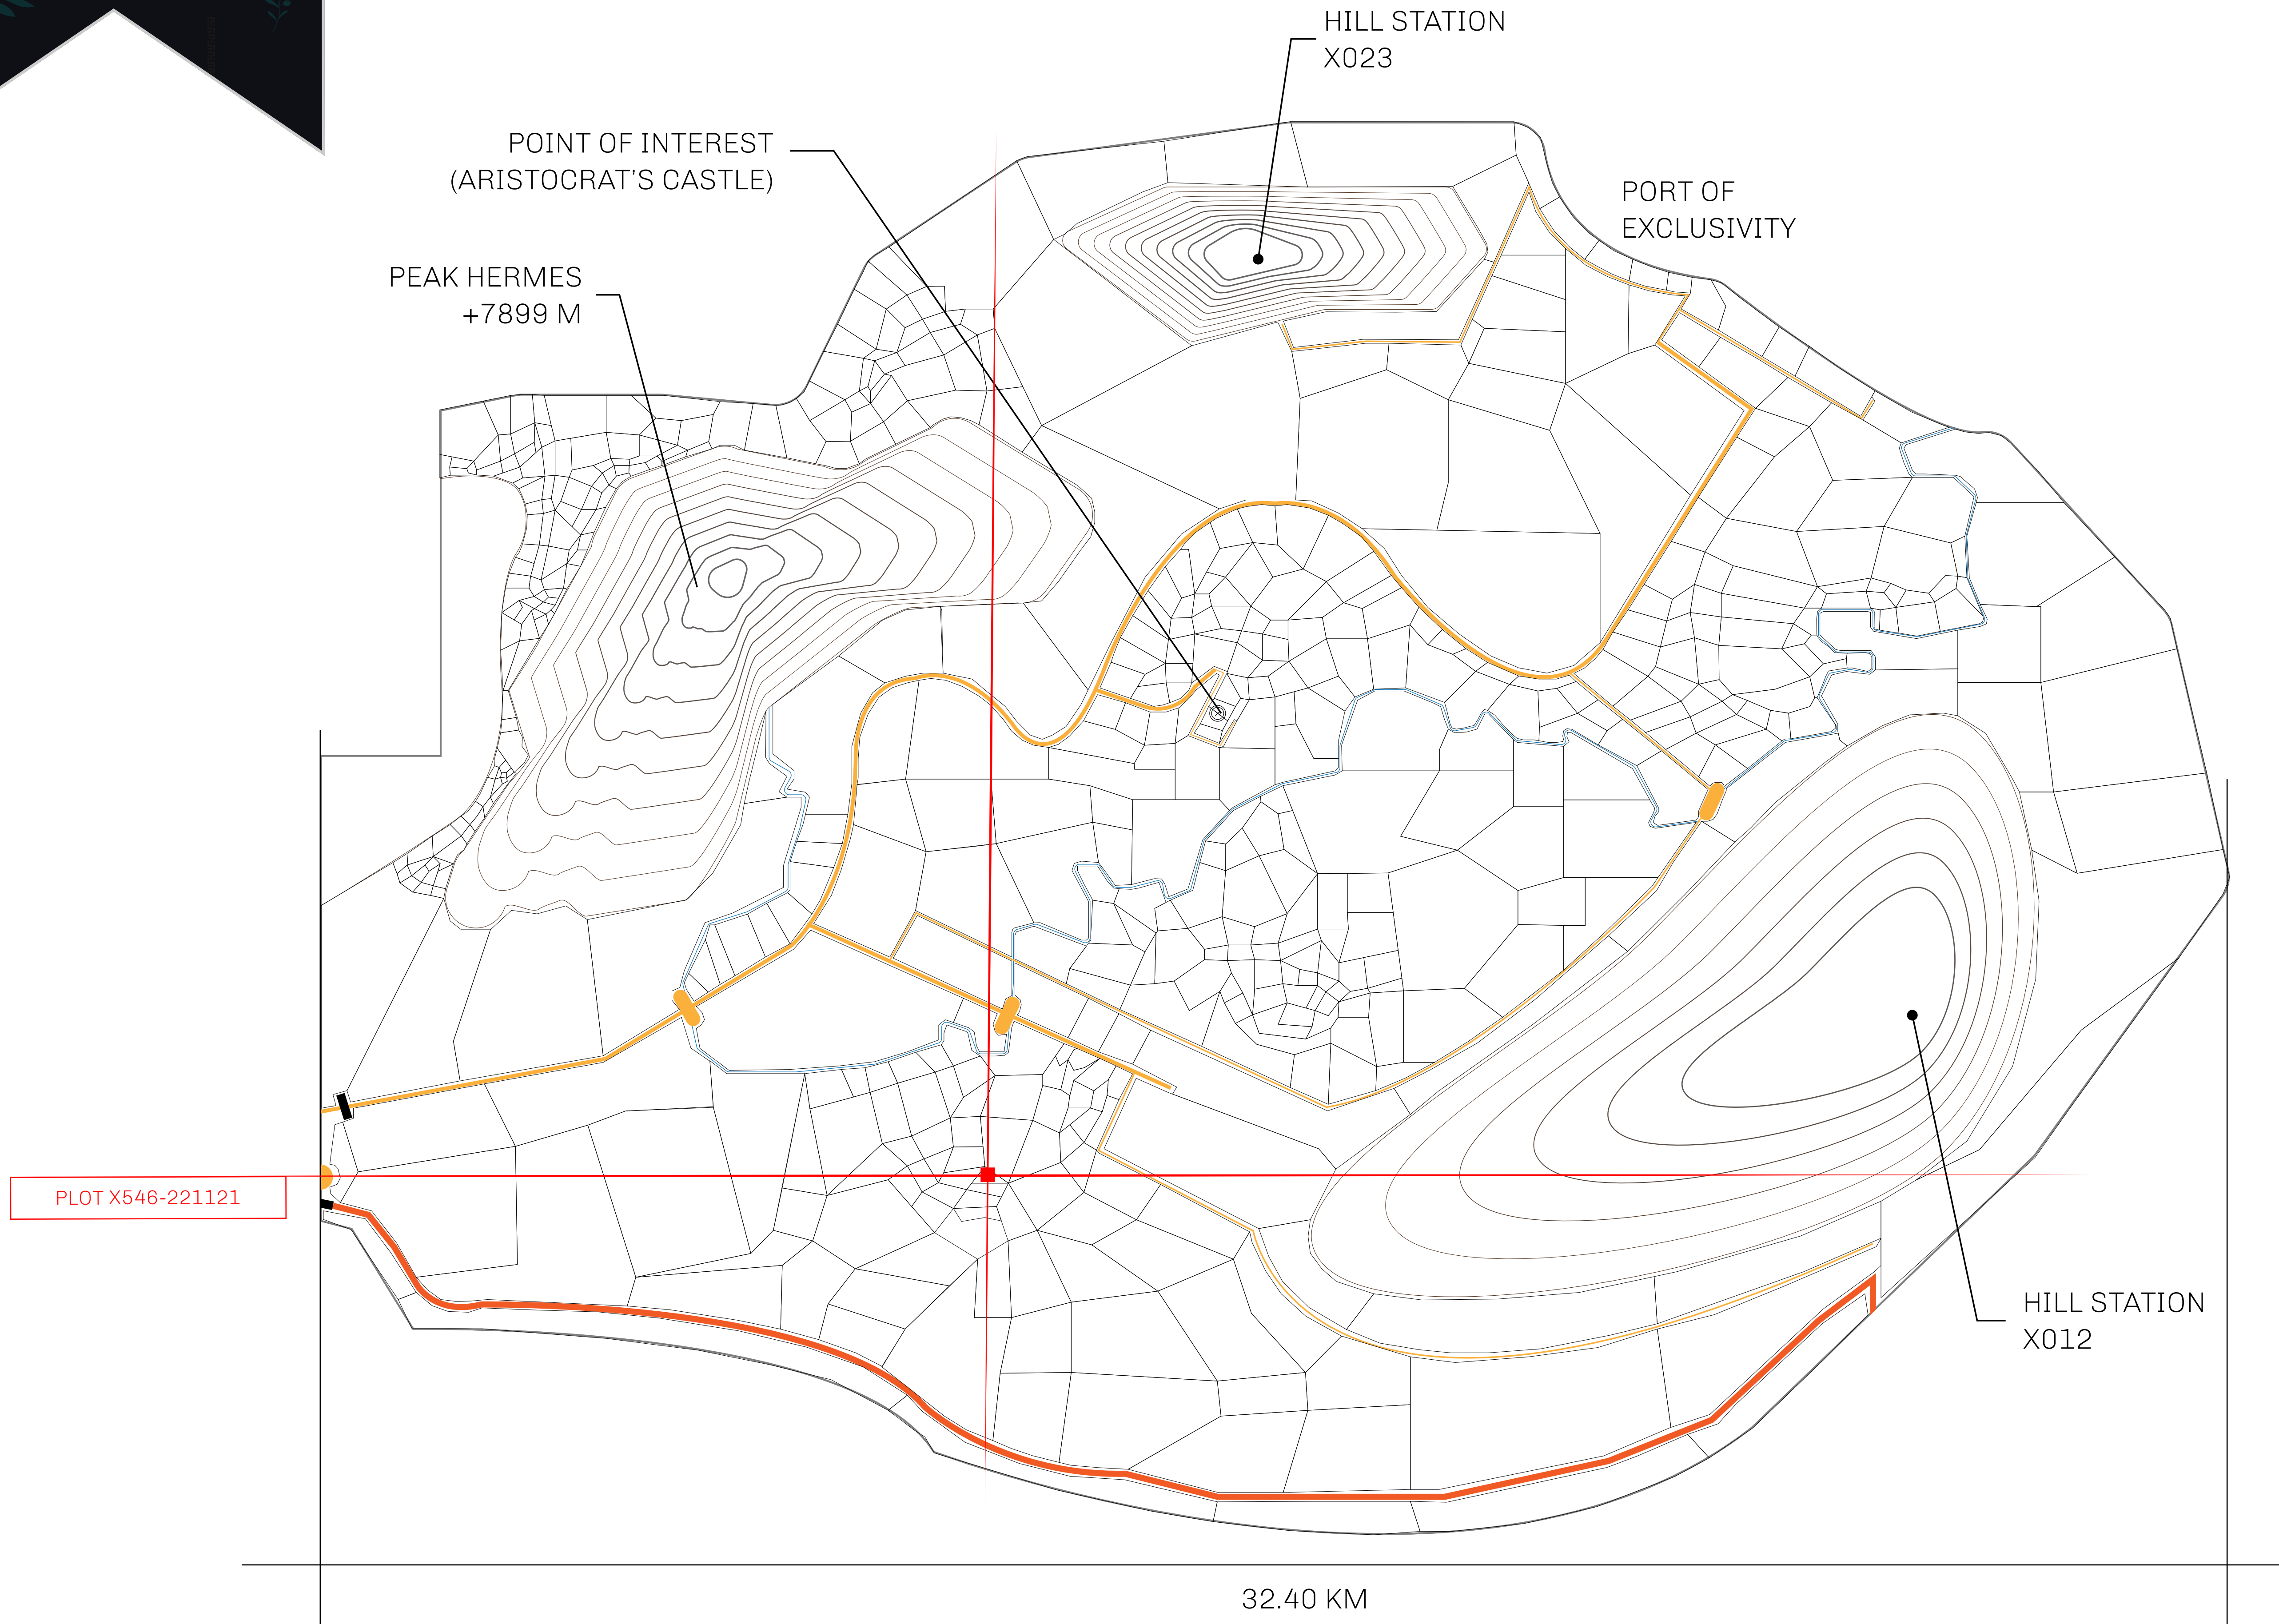 HILL STATION
X023
POINT OF INTEREST
(ARISTOCRAT'S CASTLE)
PORT OF
EXCLUSIVITY
PEAK HERMES
+7899 M
PLOT X546-221121
HILL STATION
X012
32.40 KM